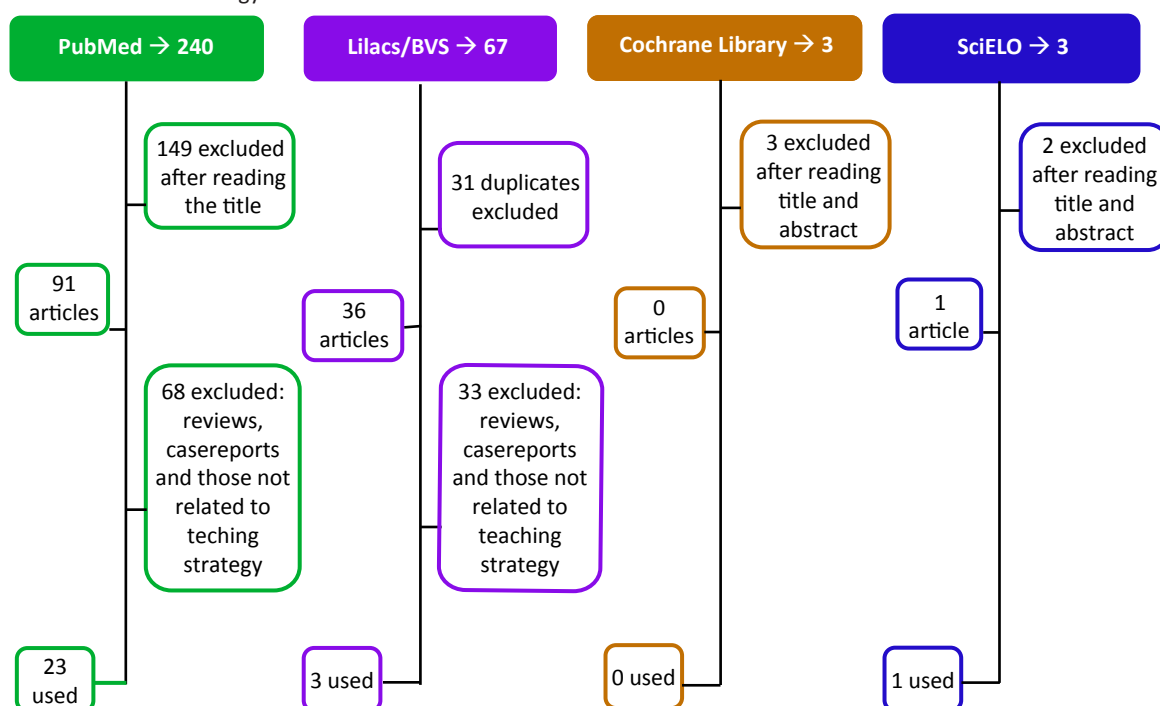 PubMed → 240
149 excluded
after reading
the title
91
articles
68 excluded:
reviews,
casereports
and those not
related to
teching
strategy
23
used
Lilacs/BVS → 67
31 duplicates
excluded
36
articles
33 excluded:
reviews,
casereports
and those not
related to
teaching
strategy
3 used
Cochrane Library → 3
3 excluded
after reading
title and
abstract
0
articles
0 used
SciELO → 3
2 excluded
after reading
title and
abstract
1
article
1 used